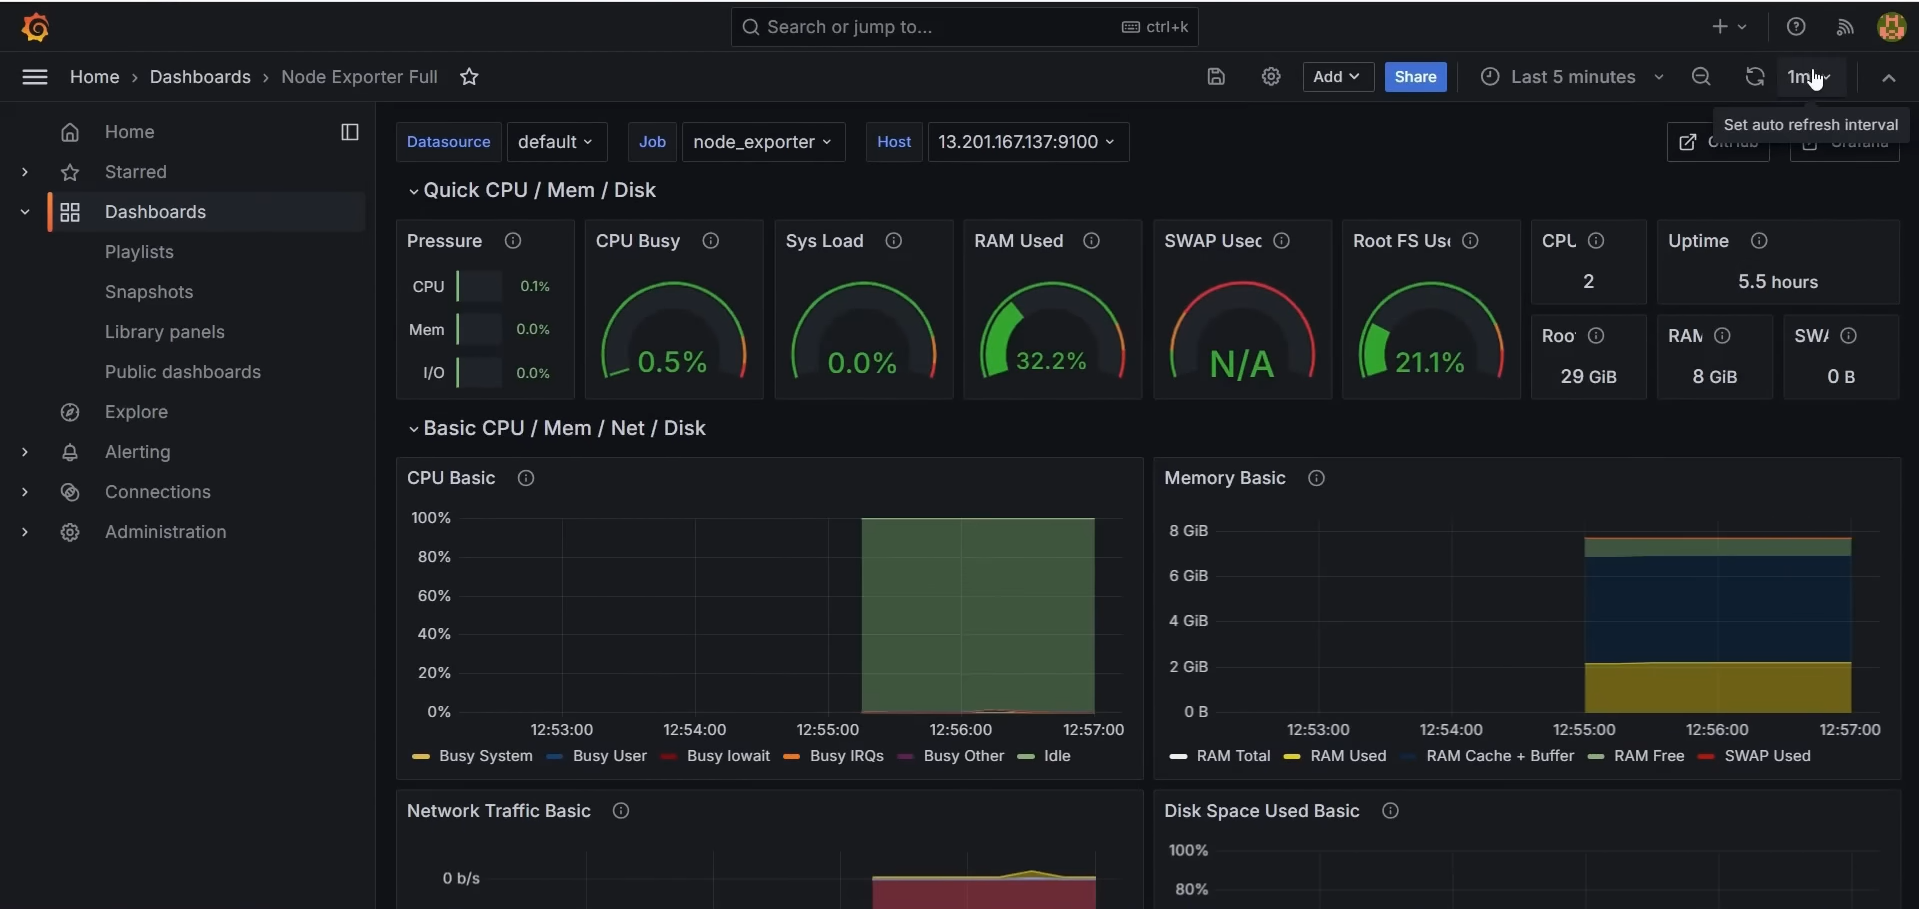 Search or jump to... ctrl+k
Home › Dashboards › Node Exporter Full Add Share Last 5 minutes 1m
Set auto refresh interval
Home
Starred
Dashboards
Playlists
Snapshots
Library panels
Public dashboards
Explore
Alerting
Connections
Administration
Datasource default Job node_exporter Host 13.201.167.137:9100
Quick CPU / Mem / Disk
Pressure
CPU 0.1%
Mem 0.0%
I/O 0.0%
CPU Busy
0.5%
Sys Load
0.0%
RAM Used
32.2%
SWAP Used
N/A
Root FS Us
21.1%
CPU
2
Uptime
5.5 hours
Roo
29 GiB
RAM
8 GiB
SWA
0 B
Basic CPU / Mem / Net / Disk
CPU Basic
100%
80%
60%
40%
20%
0%
12:53:00 12:54:00 12:55:00 12:56:00 12:57:00
Busy System Busy User Busy Iowait Busy IRQs Busy Other Idle
Memory Basic
8 GiB
6 GiB
4 GiB
2 GiB
0 B
12:53:00 12:54:00 12:55:00 12:56:00 12:57:00
RAM Total RAM Used RAM Cache + Buffer RAM Free SWAP Used
Network Traffic Basic
0 b/s
Disk Space Used Basic
100%
80%